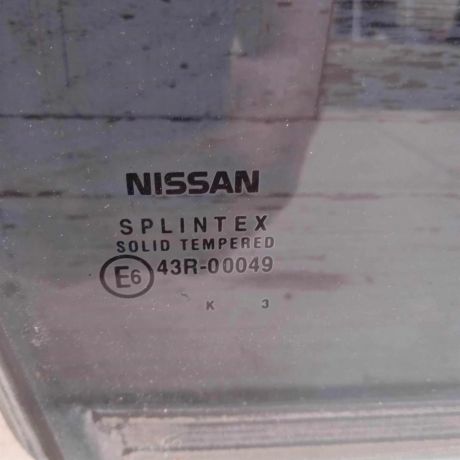 NISSAN
SPLINTEX
SOLID TEMPERED
E6 43R-00049
K 3